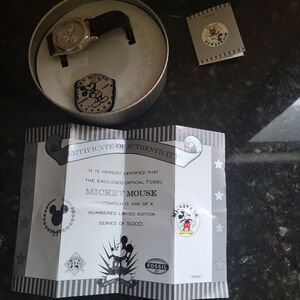 MOUSE
CERTIFICATE OF AUTHENTICITY
IT IS HEREBY CERTIFIED THAT
THE ENCLOSED OFFICIAL FOSSIL
MICKEY MOUSE
WRISTWATCH IS ONE OF A
NUMBERED LIMITED EDITION
SERIES OF 5,000.
FOSSIL